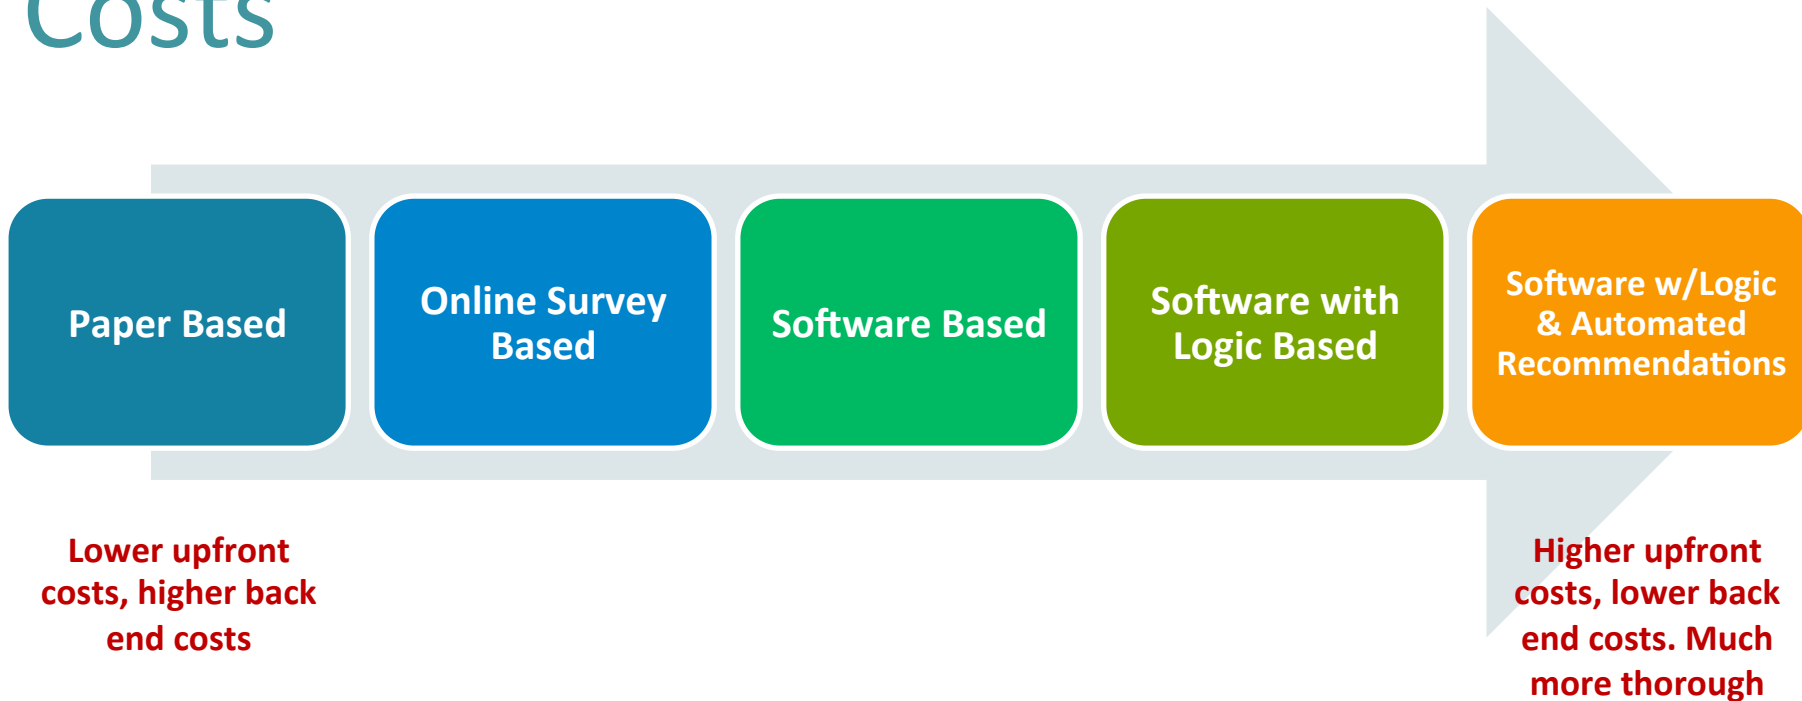 Costs
Paper Based
Online Survey
Based
Software Based
Software with
Logic Based
Software w/Logic
& Automated
Recommendations
Lower upfront
costs, higher back
end costs
Higher upfront
costs, lower back
end costs. Much
more thorough